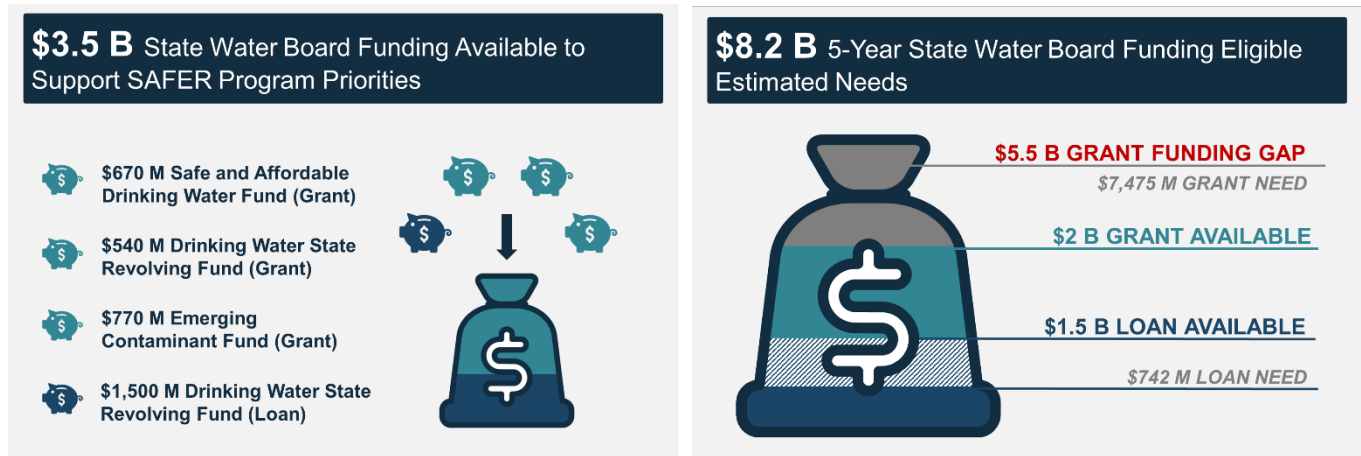 $3.5 B State Water Board Funding Available to
Support SAFER Program Priorities
$670 M Safe and Affordable
Drinking Water Fund (Grant)
$540 M Drinking Water State
Revolving Fund (Grant)
$770 M Emerging
Contaminant Fund (Grant)
$1,500 M Drinking Water State
Revolving Fund (Loan)
$
$
$
$
$
$
$
$
$
$8.2 B 5-Year State Water Board Funding Eligible
Estimated Needs
$5.5 B GRANT FUNDING GAP
$7,475 M GRANT NEED
$2 B GRANT AVAILABLE
$1.5 B LOAN AVAILABLE
$742 M LOAN NEED
$